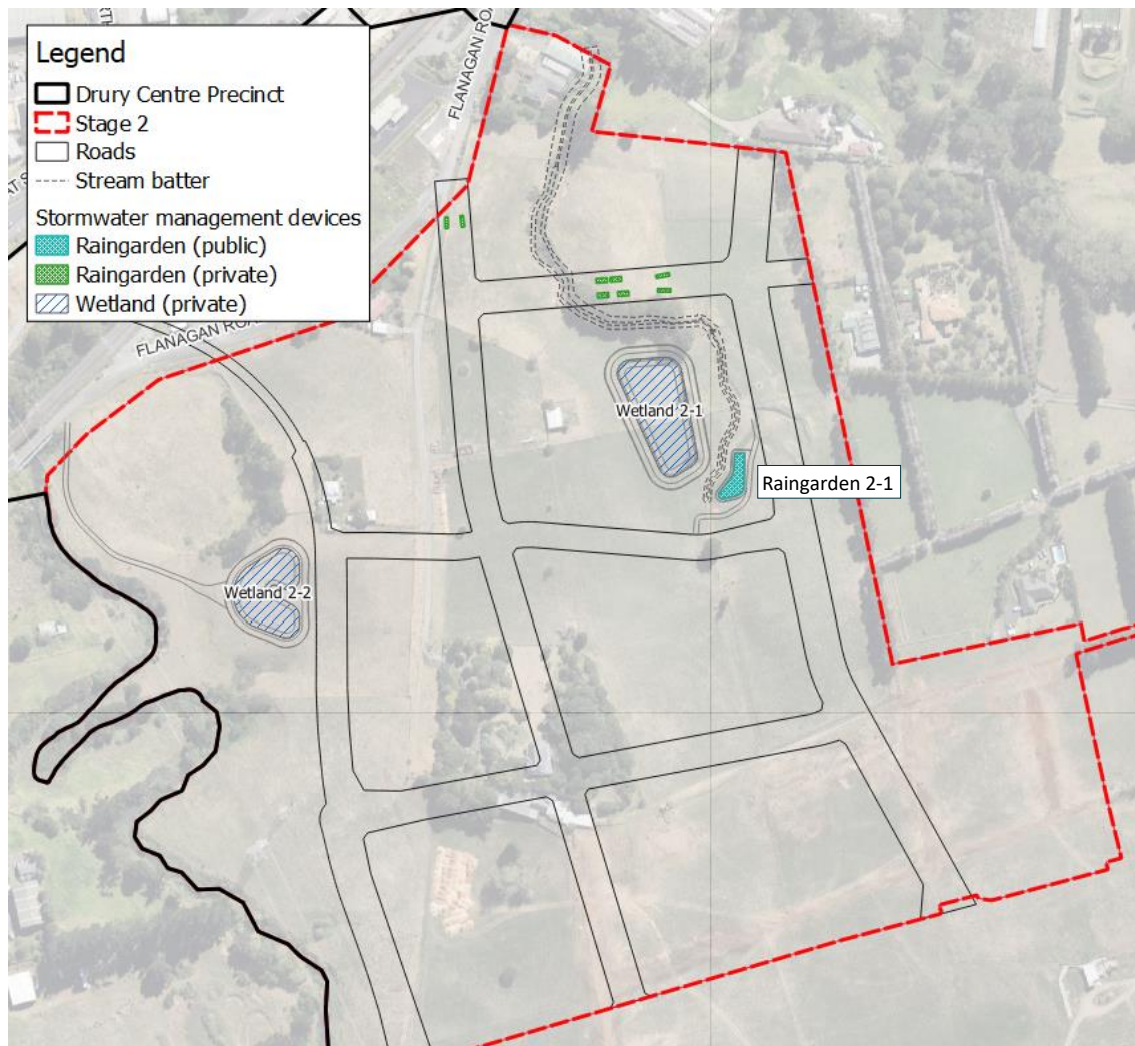 Legend
Drury Centre Precinct
Stage 2
Roads
Stream batter
Stormwater management devices
Raingarden (public)
Raingarden (private)
Wetland (private)
FLANAGAN RO
FLANAGAN ROA
Wetland 2-1
Raingarden 2-1
Wetland 2-2